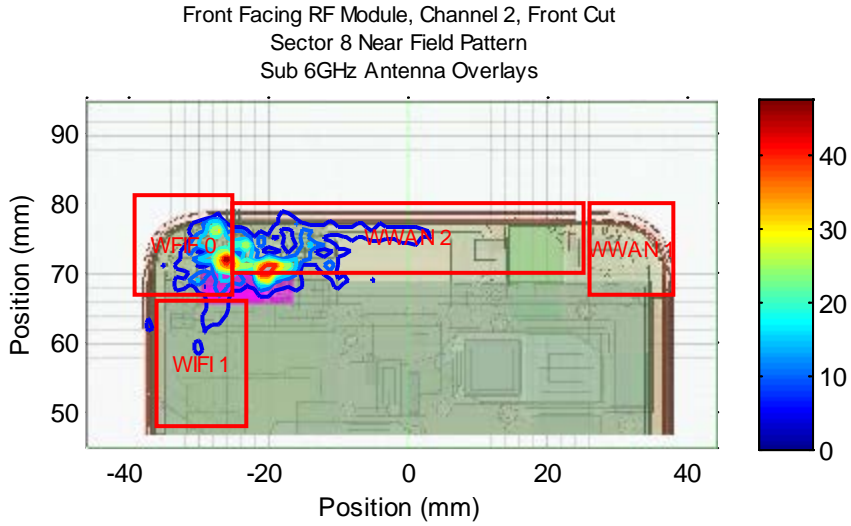 Front Facing RF Module, Channel 2, Front Cut
Sector 8 Near Field Pattern
Sub 6GHz Antenna Overlays
Position (mm)
90
80
70
60
50
WIFI 0
WWAN 2
WWAN 1
WIFI 1
-40
-20
0
20
40
Position (mm)
40
30
20
10
0